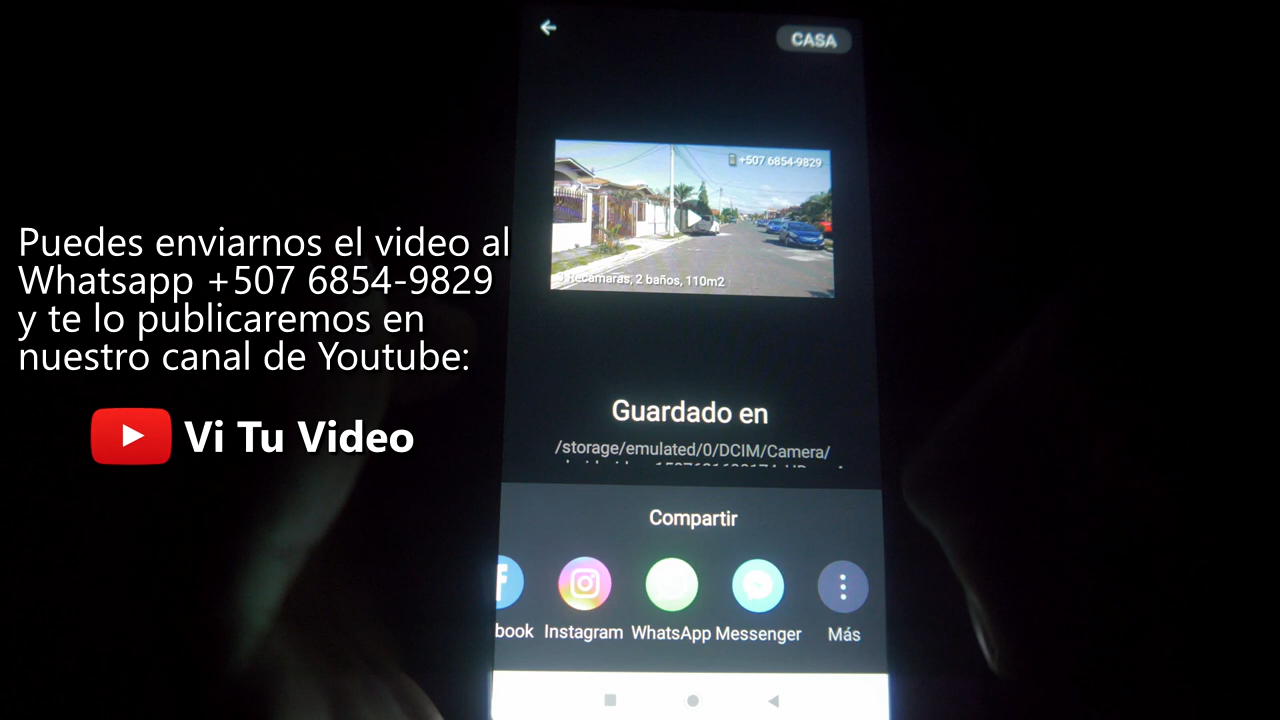 Puedes enviarnos el video al
Whatsapp +507 6854-9829
y te lo publicaremos en
nuestro canal de Youtube:
Vi Tu Video
CASA
+507 6854-9829
3 Recámaras, 2 baños, 110m2
Guardado en
/storage/emulated/0/DCIM/Camera/
Compartir
book Instagram WhatsApp Messenger Más